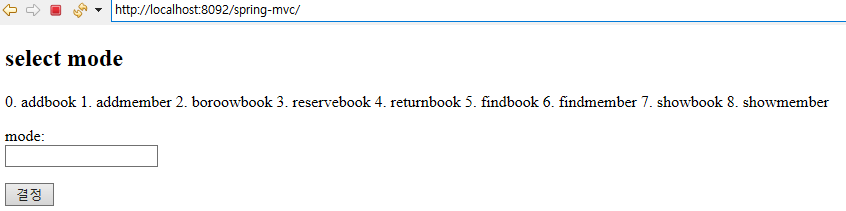 http://localhost:8092/spring-mvc/
select mode
0. addbook 1. addmember 2. boroowbook 3. reservebook 4. returnbook 5. findbook 6. findmember 7. showbook 8. showmember
mode:
결정